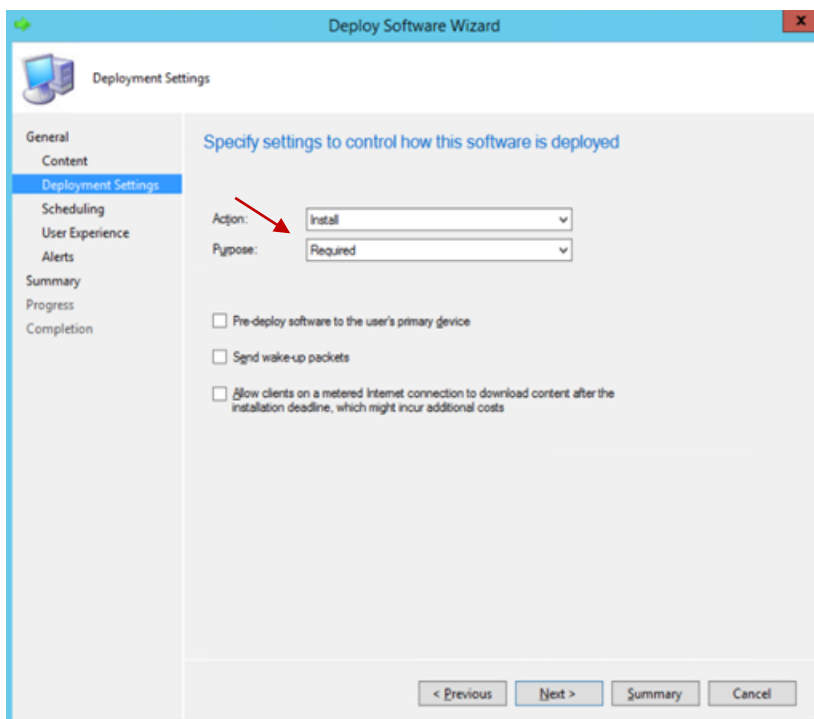 Deploy Software Wizard
x
Deployment Settings
General
Content
Deployment Settings
Scheduling
User Experience
Alerts
Summary
Progress
Completion
Specify settings to control how this software is deployed
Action: Install
Purpose: Required
Pre-deploy software to the user's primary device
Send wake-up packets
Allow clients on a metered Internet connection to download content after the
installation deadline, which might incur additional costs
< Previous Next > Summary Cancel